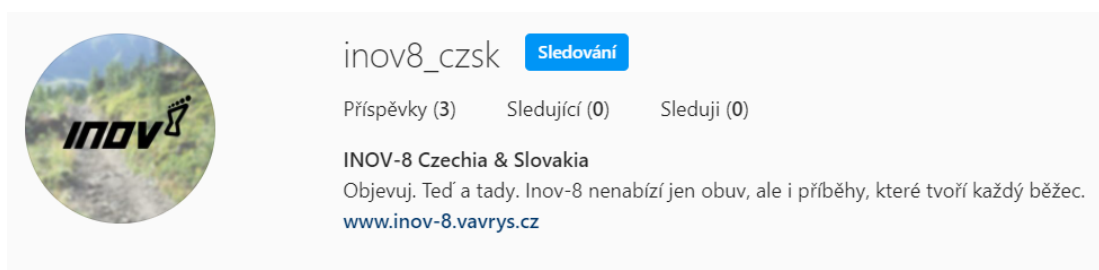 INOV8
inov8_czsk Sledování
Příspěvky (3) Sledující (0) Sleduji (0)
INOV-8 Czechia & Slovakia
Objevuj. Teď a tady. Inov-8 nenabízí jen obuv, ale i příběhy, které tvoří každý běžec.
www.inov-8.vavrys.cz